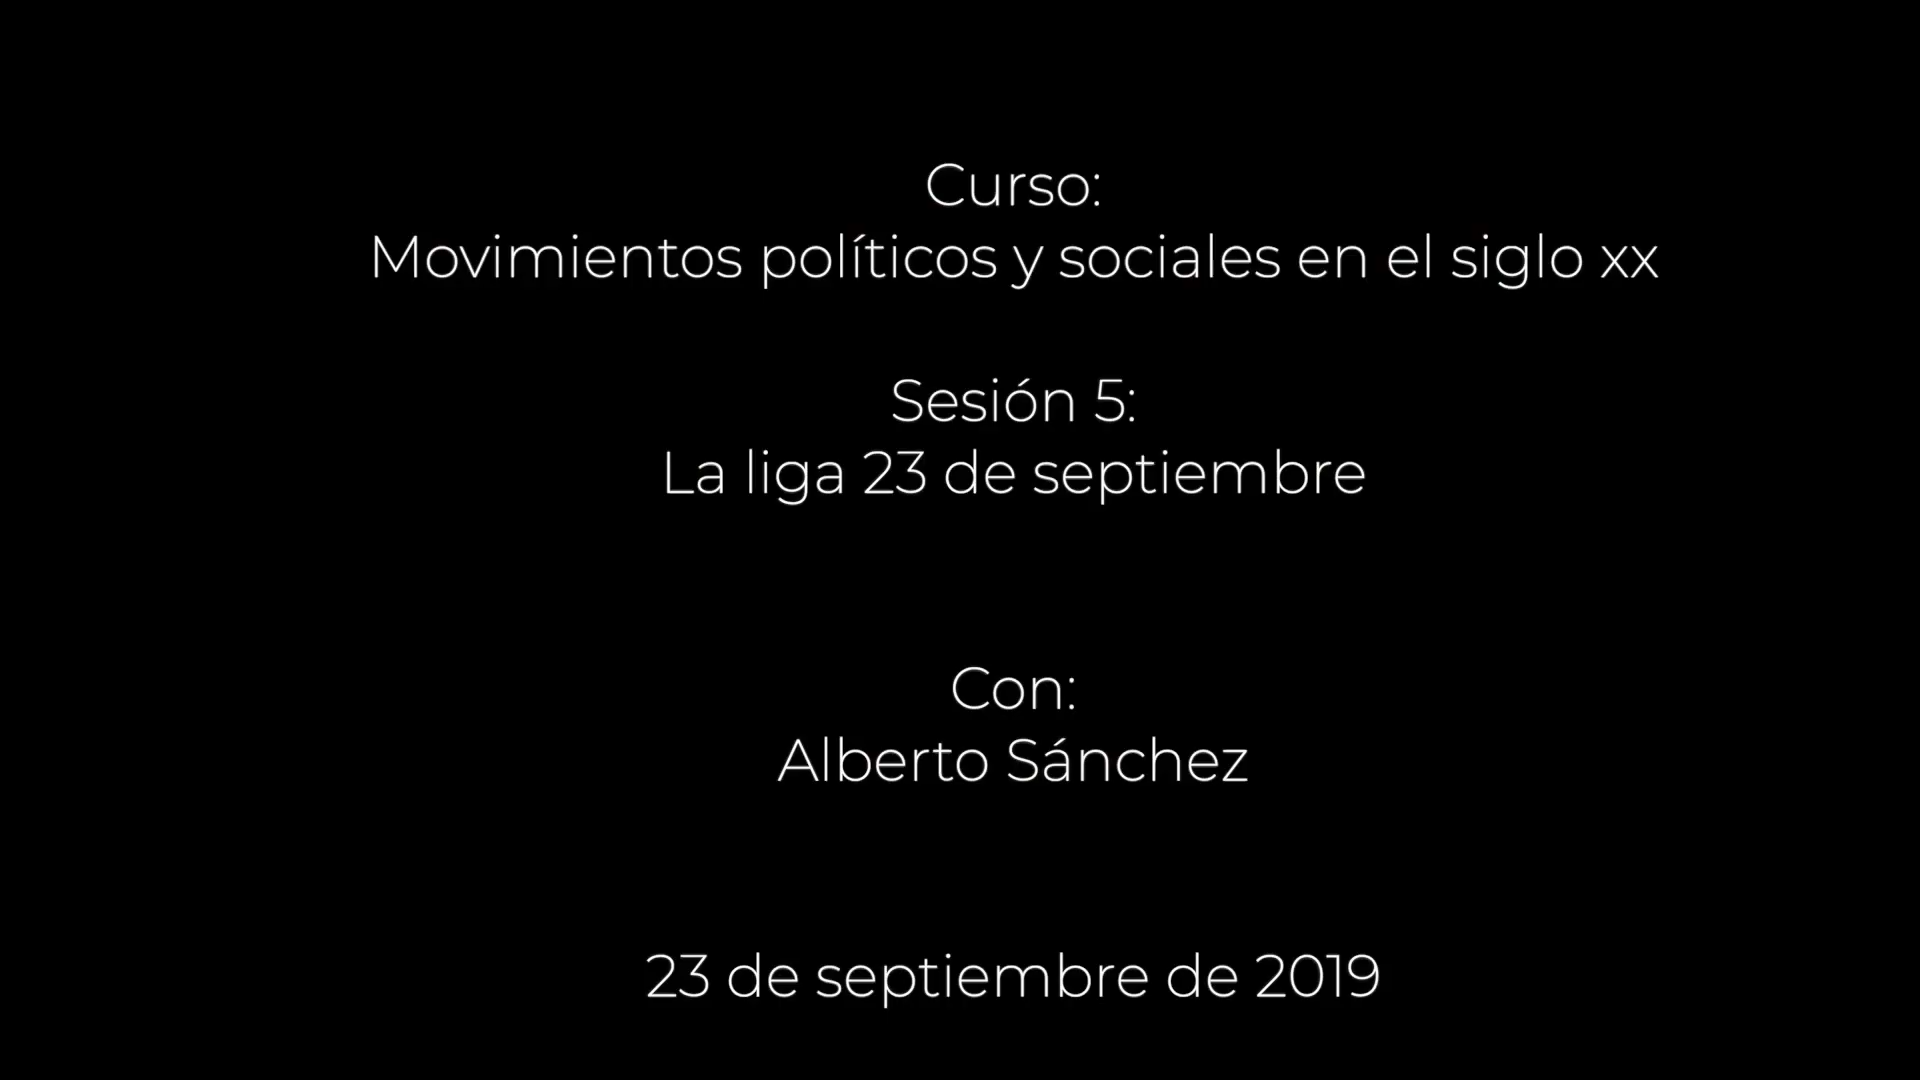 Curso:
Movimientos políticos y sociales en el siglo xx
Sesión 5:
La liga 23 de septiembre
Con:
Alberto Sánchez
23 de septiembre de 2019